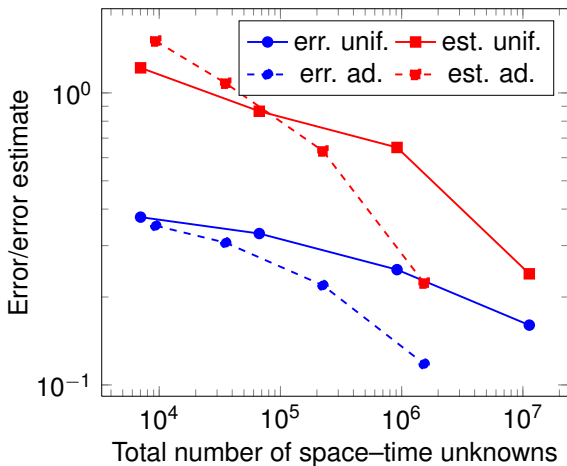 err. unif. est. unif.
err. ad. est. ad.
10^0
10^-1
Error/error estimate
10^4 10^5 10^6 10^7
Total number of space–time unknowns